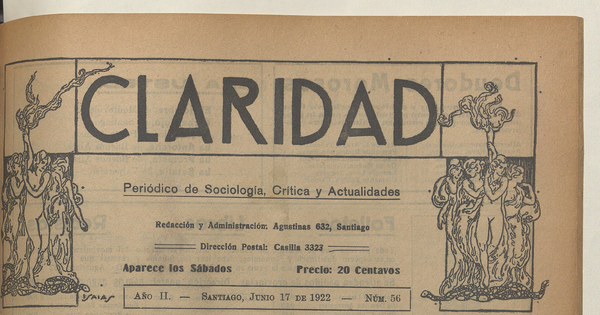 CLARIDAD
Periódico de Sociología, Crítica y Actualidades
Redacción y Administración: Agustinas 632, Santiago
Dirección Postal: Casilla 3323
Aparece los Sábados Precio: 20 Centavos
ISAIAS
AÑO II. — SANTIAGO, JUNIO 17 DE 1922 — NÚM. 56